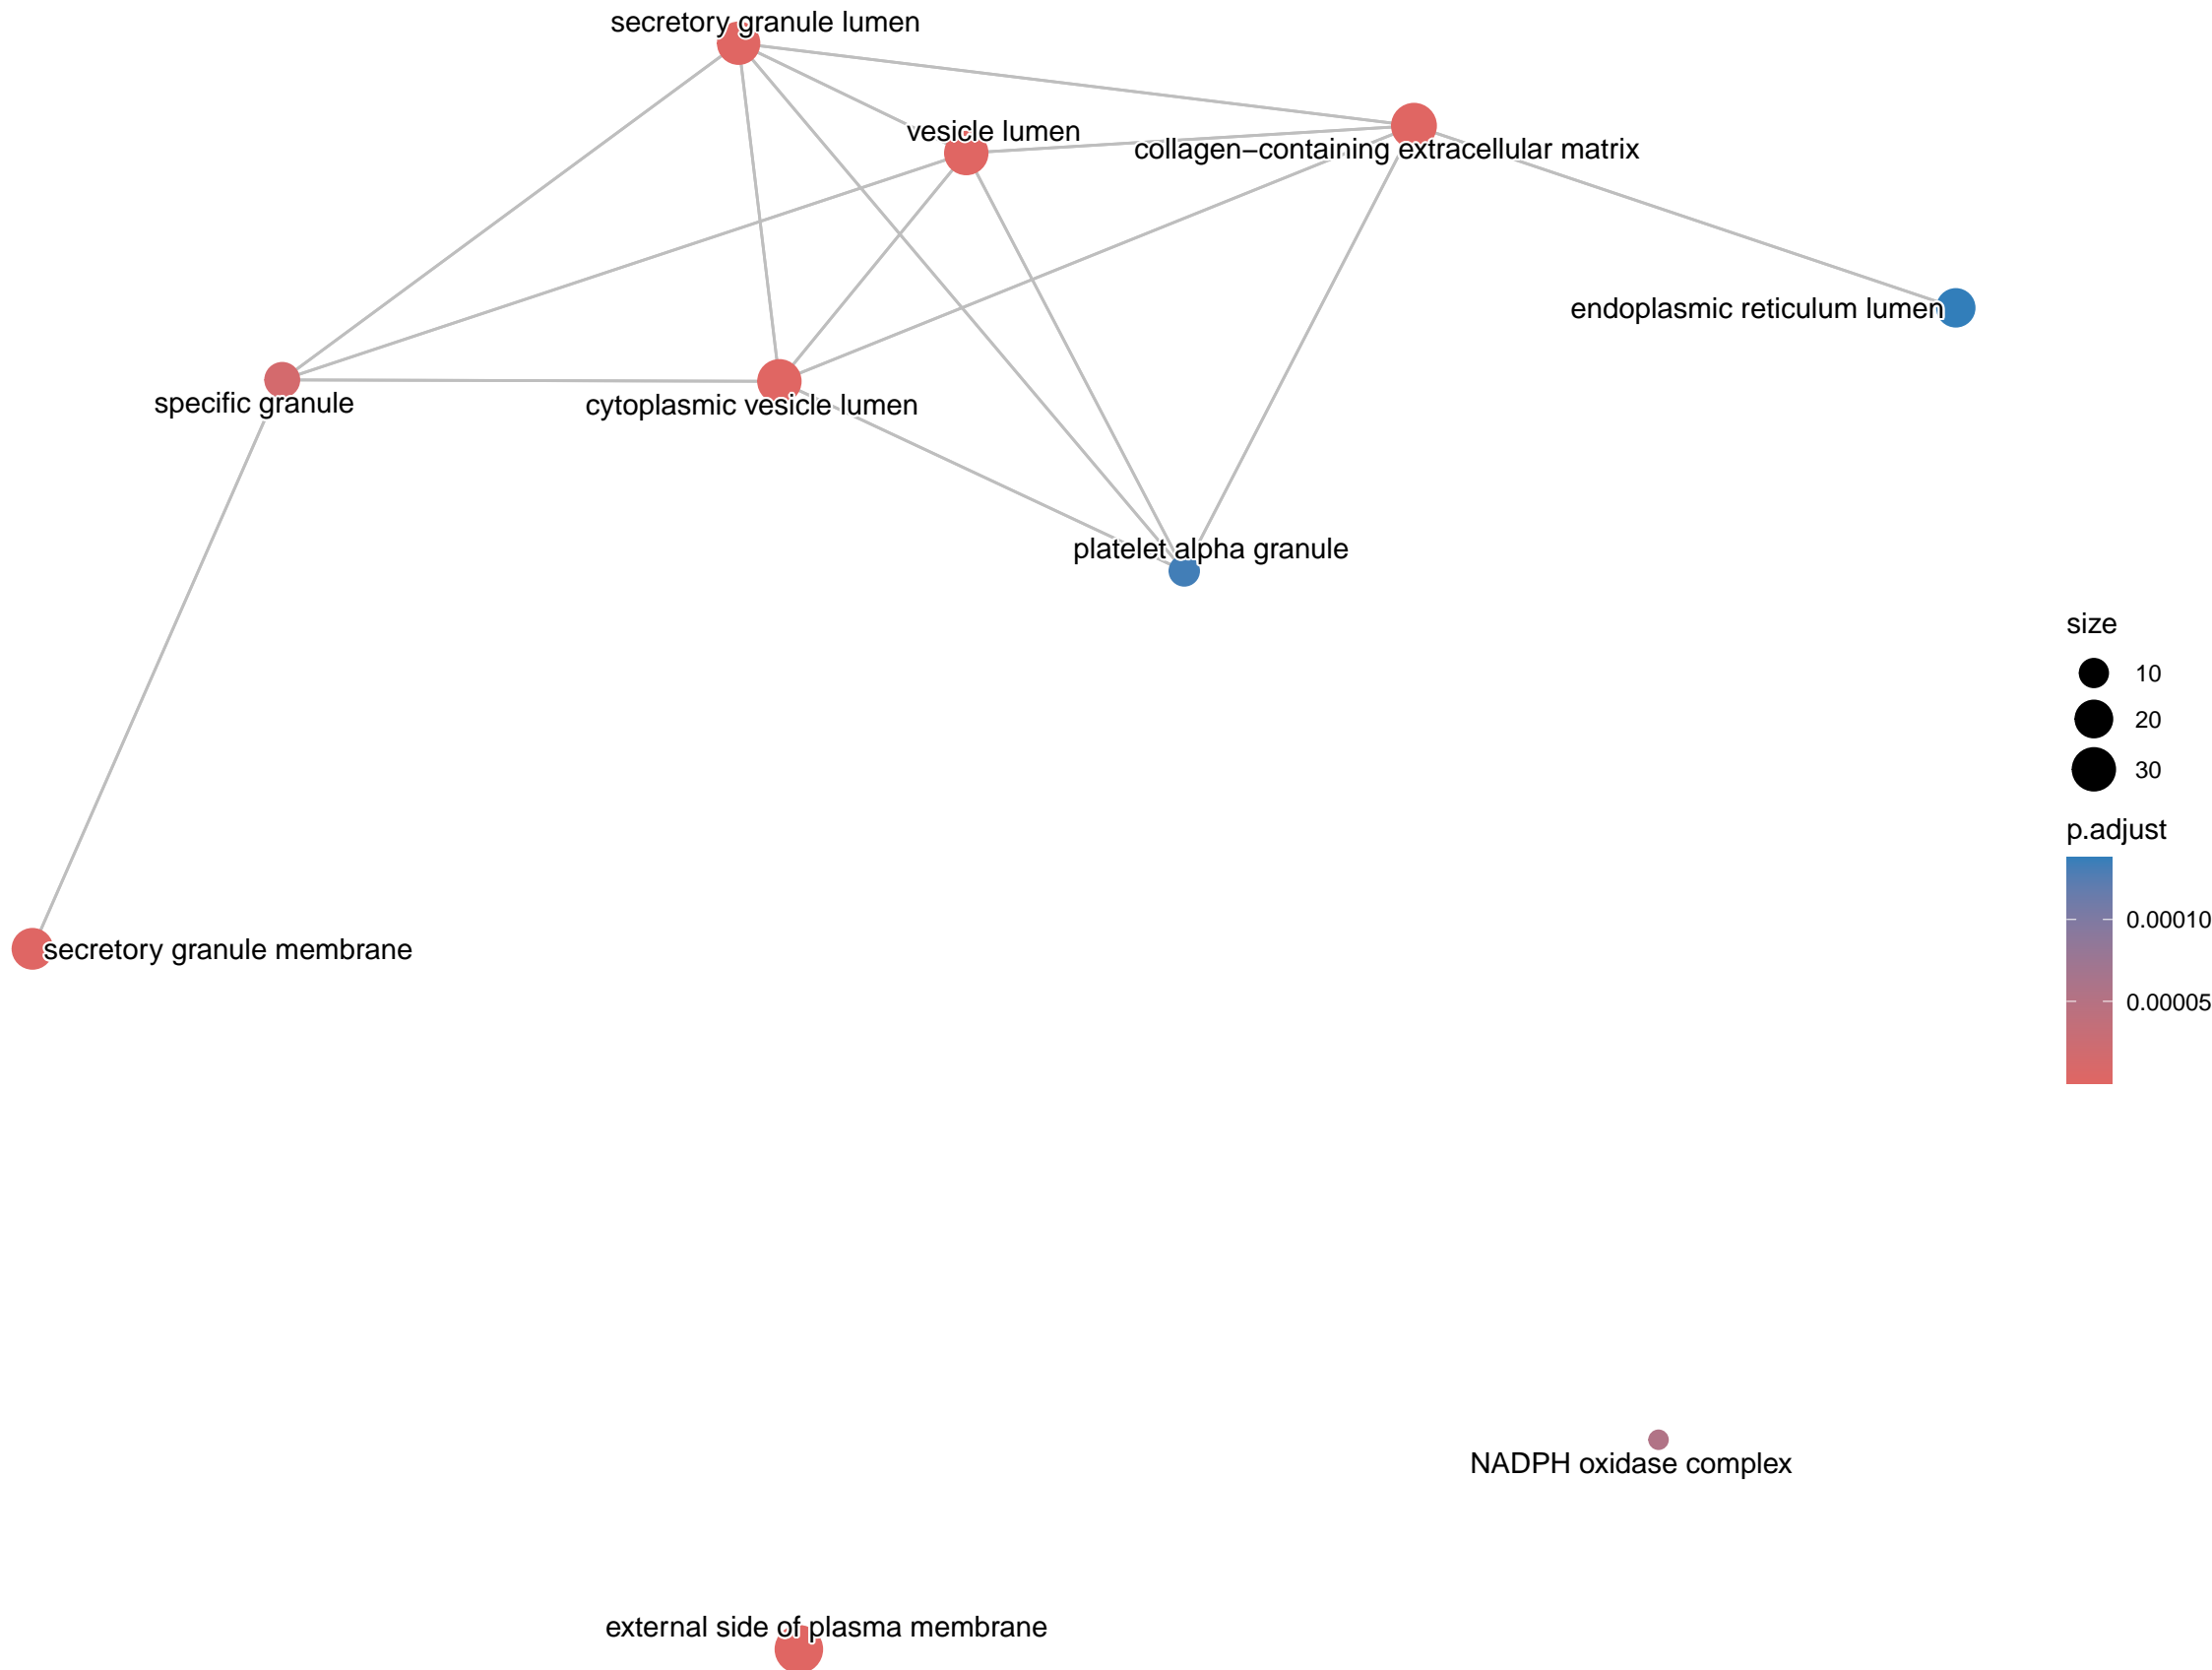 secretory granule lumen
vesicle lumen
collagen−containing extracellular matrix
endoplasmic reticulum lumen
specific granule
cytoplasmic vesicle lumen
platelet alpha granule
size
10
20
30
p.adjust
0.00010
0.00005
secretory granule membrane
NADPH oxidase complex
external side of plasma membrane